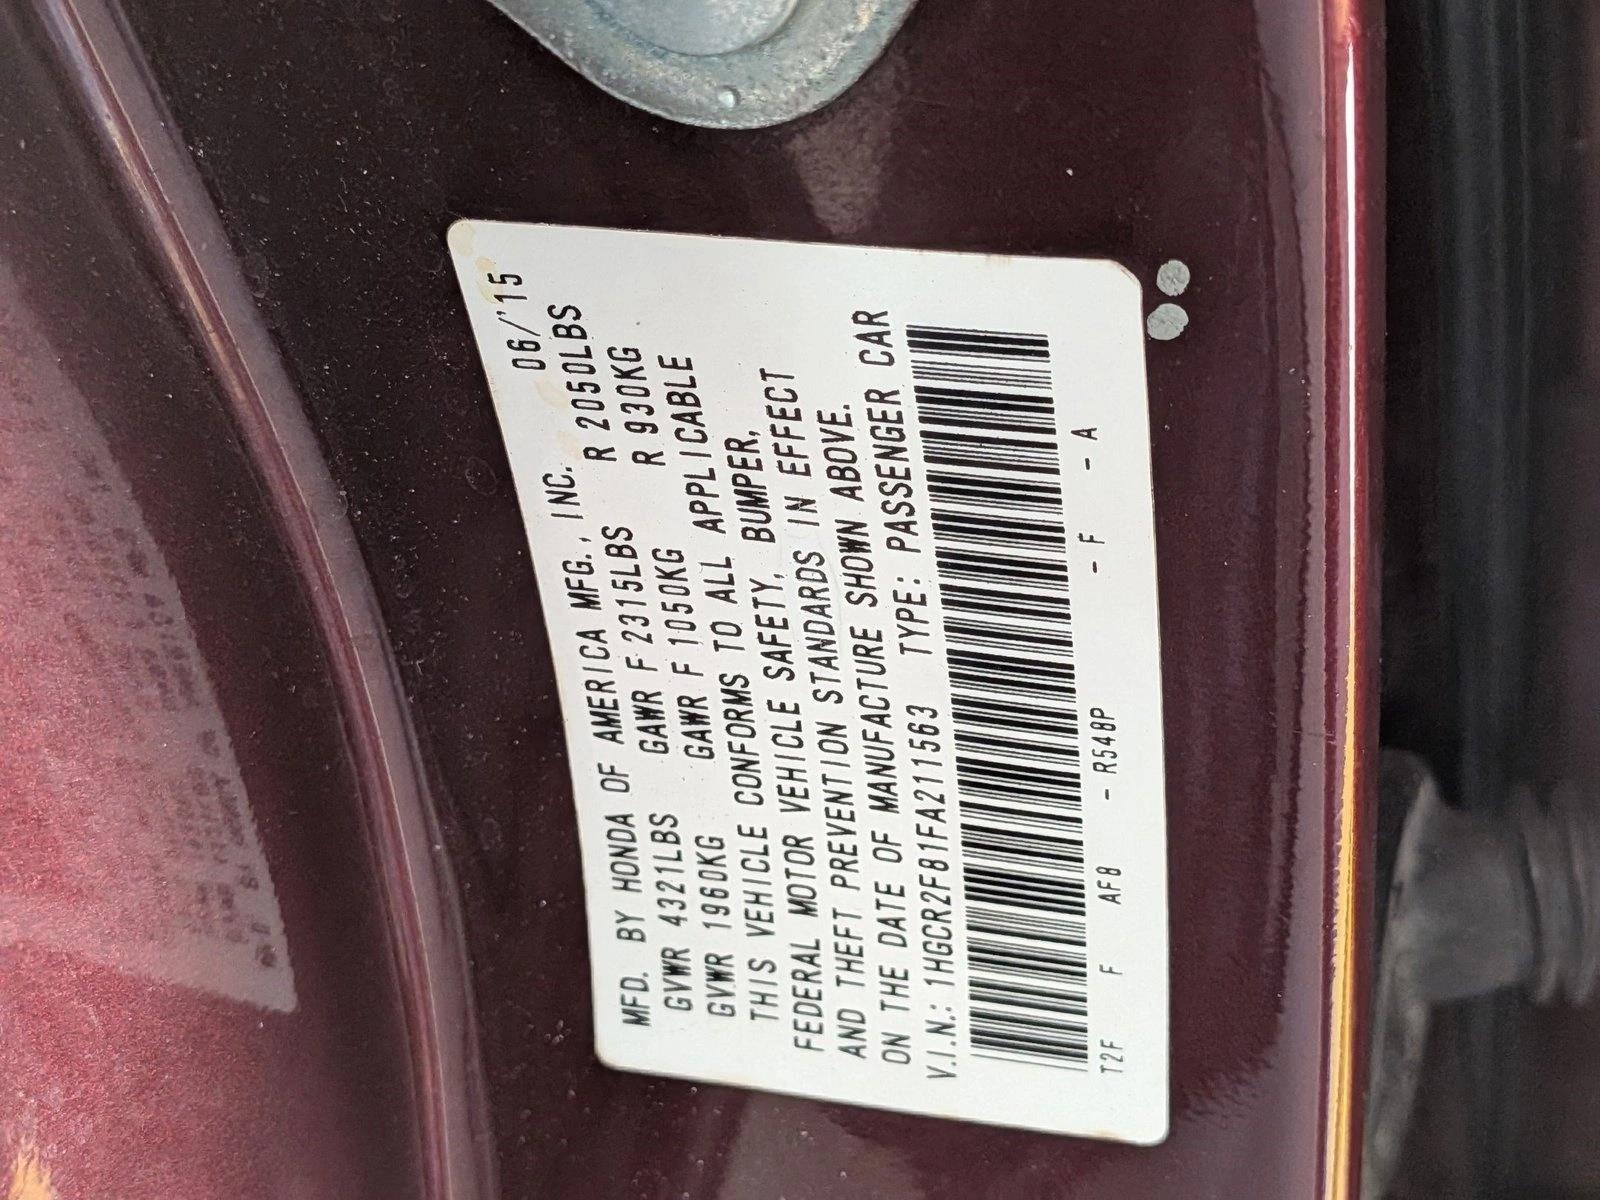 MFD. BY HONDA OF AMERICA MFG., INC. 06/'15
GVWR 4321LBS GAWR F 2315LBS R 2050LBS
GVWR 1960KG GAWR F 1050KG R 930KG
THIS VEHICLE CONFORMS TO ALL APPLICABLE
FEDERAL MOTOR VEHICLE SAFETY, BUMPER,
AND THEFT PREVENTION STANDARDS IN EFFECT
ON THE DATE OF MANUFACTURE SHOWN ABOVE.
V.I.N.: 1HGCR2F81FA211563 TYPE: PASSENGER CAR
T2F F AF8 - R548P - F - A